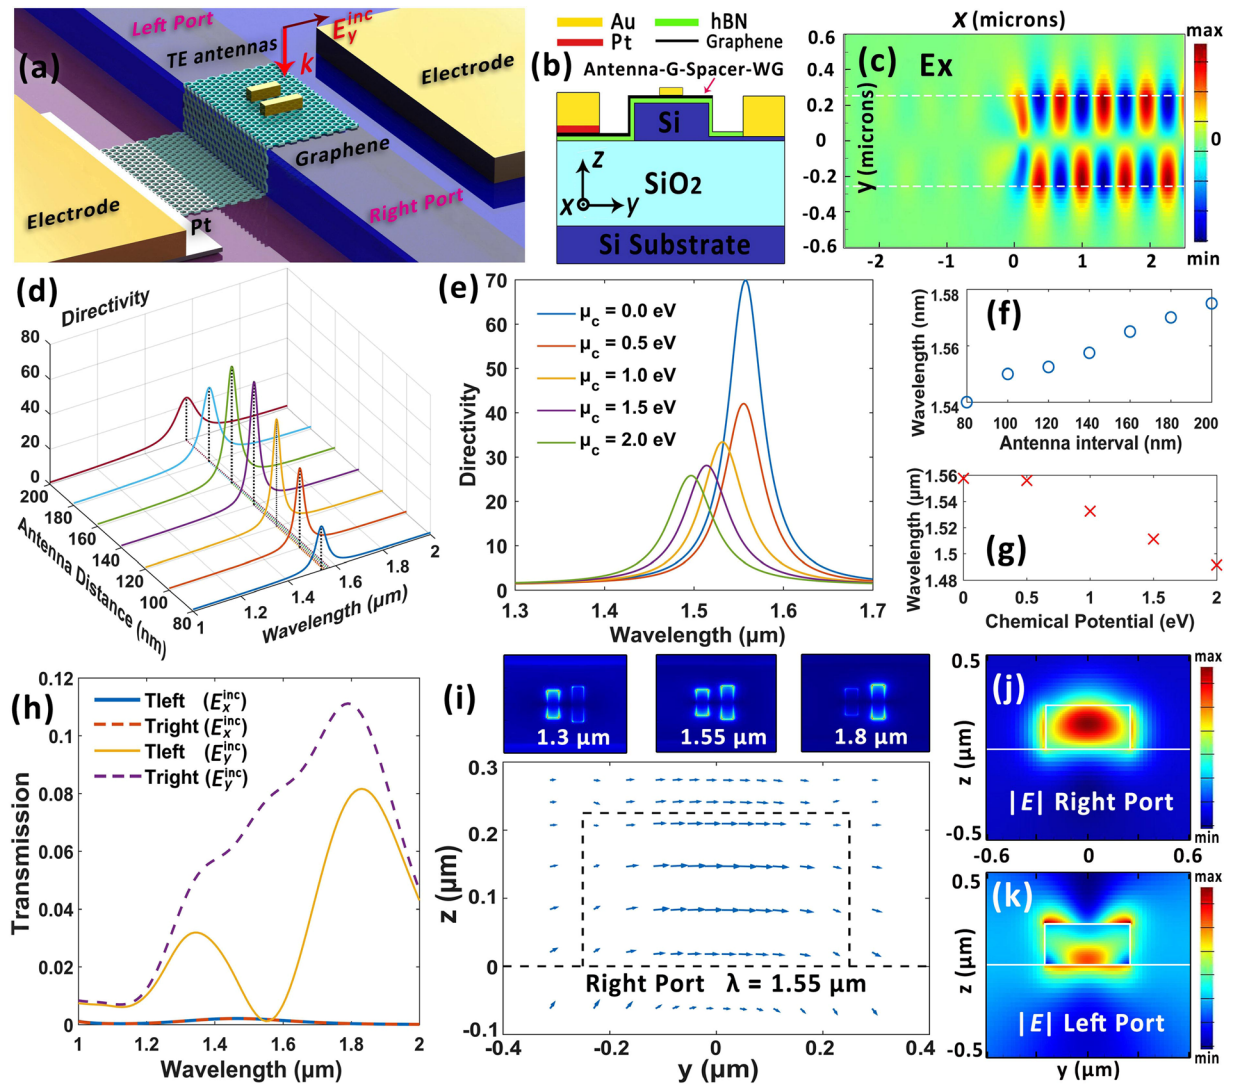 (a)
Left Port
TE antennas
E_y^inc
k
Electrode
Graphene
Right Port
Electrode
Pt
Au
hBN
Pt
Graphene
(b)
Antenna-G-Spacer-WG
Si
z
x
y
SiO2
Si Substrate
x (microns)
(c)
Ex
y (microns)
0.6
0.4
0.2
0
-0.2
-0.4
-0.6
-2
-1
0
1
2
max
0
min
(d)
Directivity
80
60
40
20
0
200
180
160
140
120
100
80
Antenna Distance (nm)
1
1.2
1.4
1.6
1.8
2
Wavelength (μm)
(e)
Directivity
70
60
50
40
30
20
10
0
μc = 0.0 eV
μc = 0.5 eV
μc = 1.0 eV
μc = 1.5 eV
μc = 2.0 eV
1.3
1.4
1.5
1.6
1.7
Wavelength (μm)
(f)
Wavelength (nm)
1.58
1.56
1.54
80
100
120
140
160
180
200
Antenna interval (nm)
(g)
Wavelength (μm)
1.56
1.54
1.52
1.5
1.48
0
0.5
1
1.5
2
Chemical Potential (eV)
(h)
Transmission
0.12
0.1
0.08
0.06
0.04
0.02
0
Tleft (E_x^inc)
Tright (E_x^inc)
Tleft (E_y^inc)
Tright (E_y^inc)
1
1.2
1.4
1.6
1.8
2
Wavelength (μm)
(i)
1.3 μm
1.55 μm
1.8 μm
z (μm)
0.3
0.2
0.1
0
-0.1
Right Port λ = 1.55 μm
-0.4
-0.2
0
0.2
0.4
y (μm)
(j)
z (μm)
0.5
-0.5
|E| Right Port
-0.6
0
0.6
max
min
(k)
z (μm)
0.5
-0.5
|E| Left Port
y (μm)
max
min